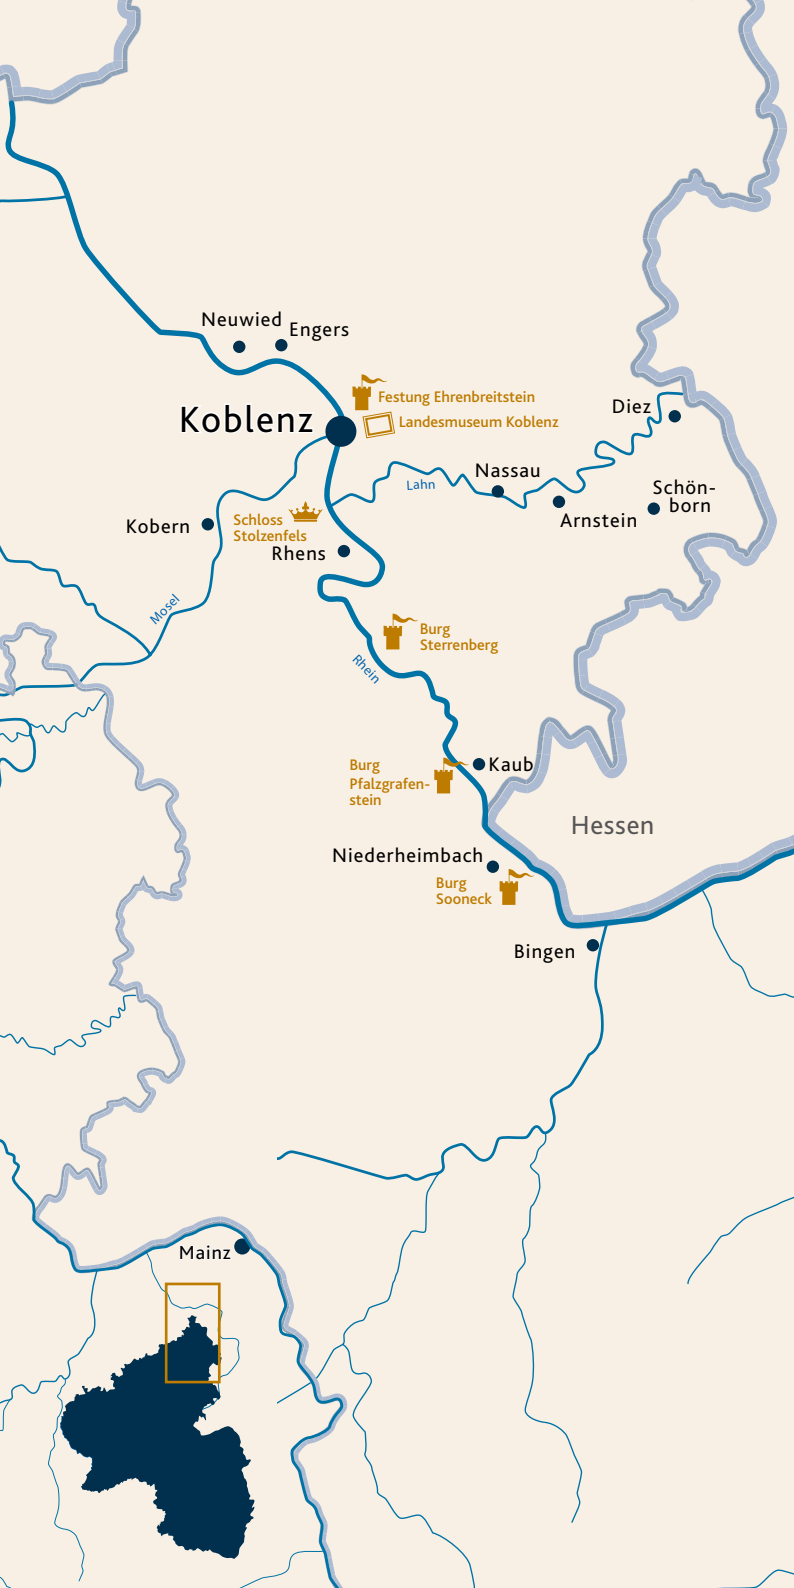 Neuwied
Engers
Festung Ehrenbreitstein
Koblenz
Landesmuseum Koblenz
Diez
Nassau
Lahn
Schön-
born
Arnstein
Kobern
Schloss
Stolzenfels
Rhens
Mosel
Burg
Sterrenberg
Rhein
Burg
Pfalzgrafen-
stein
Kaub
Hessen
Niederheimbach
Burg
Sooneck
Bingen
Mainz